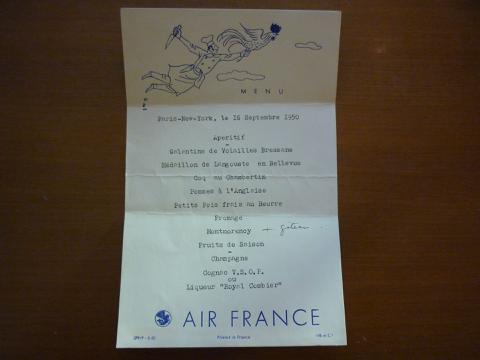 MENU
Paris-New-York, le 16 Septembre 1950
Aperitif
Galantine de Volailles Bressane
Médaillon de Langouste en Bellevue
Coq au Chambertin
Pommes à l'Anglaise
Petits Pois frais au Beurre
Fromage
Montmorency + gateau
Fruits de Saison
Champagne
Cognac V.S.O.P.
ou
Liqueur "Royal Combier"
AIR FRANCE
Printed in France